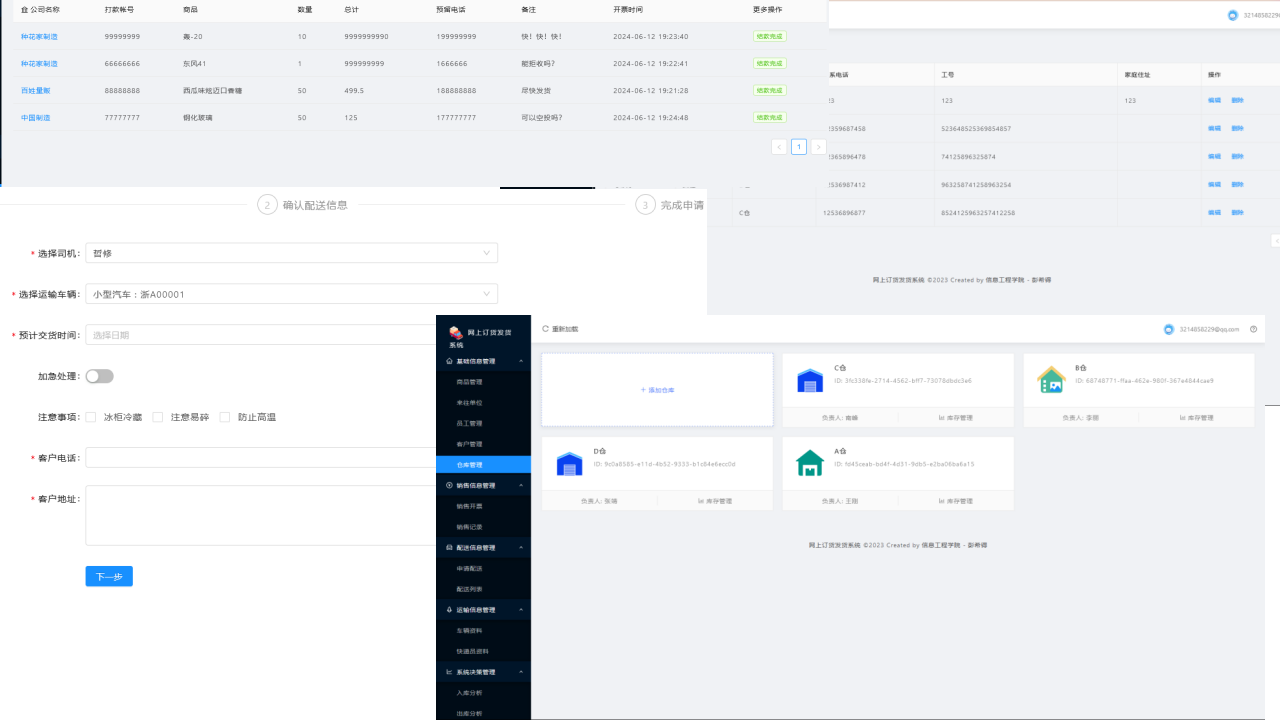 公司名称 打款帐号 商品 数量 总计 预留电话 备注 开票时间 更多操作
种花家制造 99999999 轰-20 10 9999999990 199999999 快！快！快！ 2024-06-12 19:23:40 结款完成
种花家制造 66666666 东风41 1 999999999 1666666 能拒收吗？ 2024-06-12 19:22:41 结款完成
百姓量贩 88888888 西瓜味炫迈口香糖 50 499.5 188888888 尽快发货 2024-06-12 19:21:28 结款完成
中国制造 77777777 钢化玻璃 50 125 177777777 可以空投吗？ 2024-06-12 19:24:48 结款完成
< 1 >
系电话 工号 家庭住址 操作
123 123 编辑 删除
523648525369854857 编辑 删除
74125896325874 编辑 删除
963258741258963254 编辑 删除
C仓 12536896877 8524125963257412258 编辑 删除
网上订货发货系统 ©2023 Created by 信息工程学院 - 彭希得
2 确认配送信息
3 完成申请
* 选择司机： 哲修
* 选择运输车辆： 小型汽车：浙A00001
* 预计交货时间： 选择日期
加急处理：
注意事项： 冰柜冷藏 注意易碎 防止高温
* 客户电话：
* 客户地址：
下一步
网上订货发货系统
基础信息管理
商品管理
来往单位
员工管理
客户管理
仓库管理
销售信息管理
销售开票
销售记录
配送信息管理
申请配送
配送列表
运输信息管理
车辆资料
快递员资料
系统决策管理
入库分析
出库分析
重新加载 3214858229@qq.com
+ 添加仓库
C仓
ID: 3fc338fe-2714-4562-bff7-73078dbdc3e6
负责人: 南峰 库存管理
B仓
ID: 68748771-ffaa-462e-980f-367e4844cae9
负责人: 李丽 库存管理
D仓
ID: 9c0a8585-e11d-4b52-9333-b1c84e6ecc0d
负责人: 张峰 库存管理
A仓
ID: fd45ceab-bd4f-4d31-9db5-e2ba06ba6a15
负责人: 王刚 库存管理
网上订货发货系统 ©2023 Created by 信息工程学院 - 彭希得